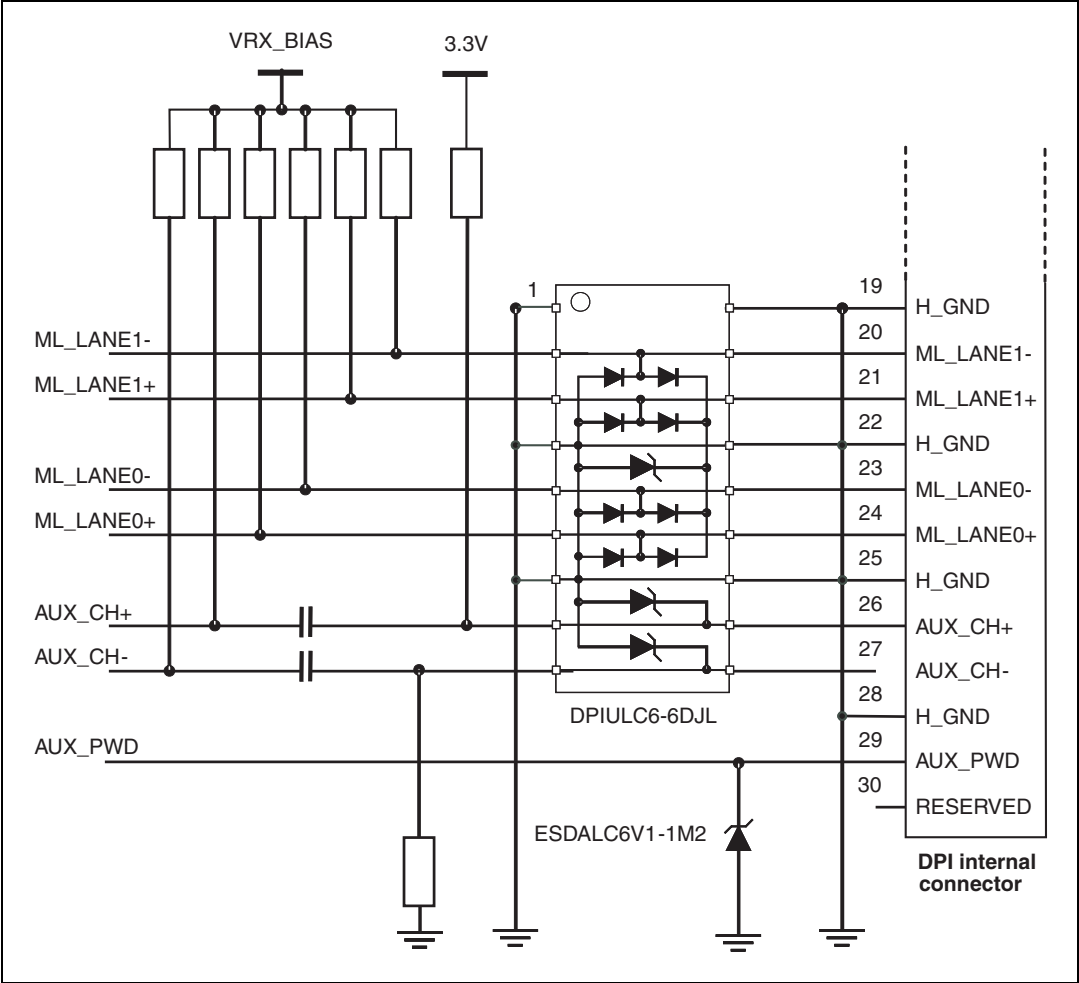 VRX_BIAS
3.3V
1
19
H_GND
20
ML_LANE1-
ML_LANE1-
21
ML_LANE1+
ML_LANE1+
22
H_GND
23
ML_LANE0-
ML_LANE0-
24
ML_LANE0+
ML_LANE0+
25
H_GND
26
AUX_CH+
AUX_CH+
27
AUX_CH-
AUX_CH-
28
DPIULC6-6DJL
H_GND
29
AUX_PWD
AUX_PWD
30
RESERVED
ESDALC6V1-1M2
DPI internal
connector